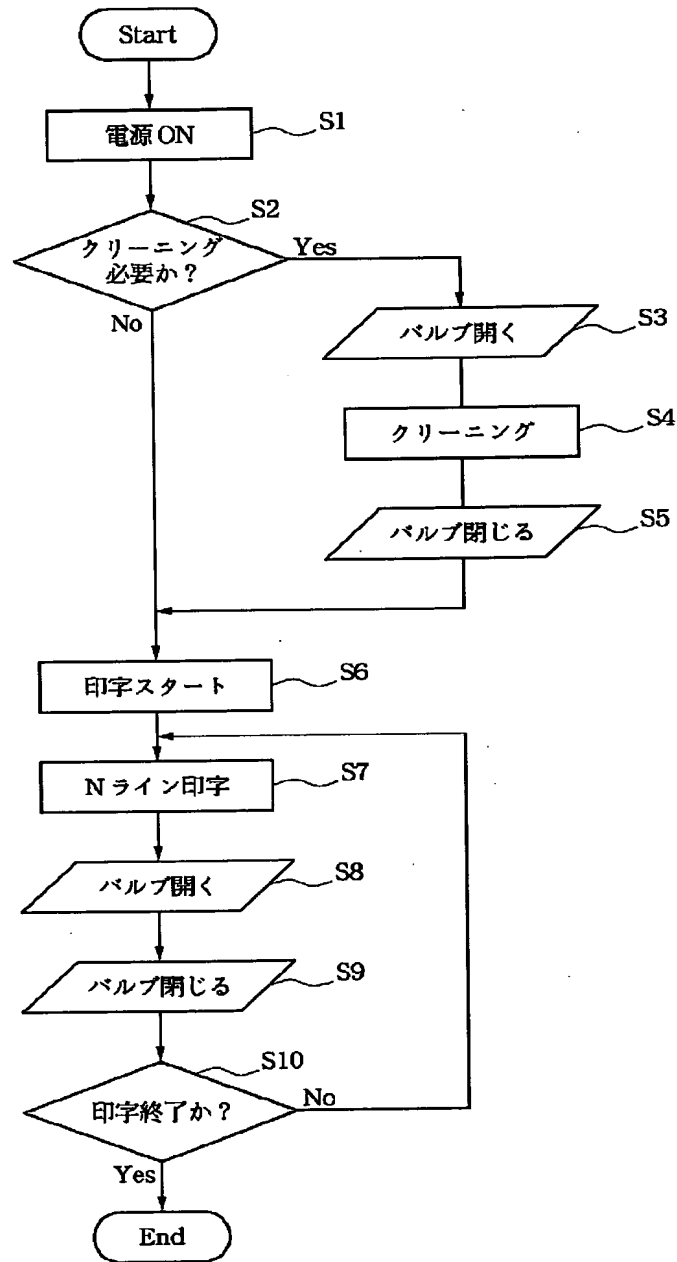 Start
電源ON
S1
クリーニング
必要か？
S2
Yes
No
バルブ開く
S3
クリーニング
S4
バルブ閉じる
S5
印字スタート
S6
Nライン印字
S7
バルブ開く
S8
バルブ閉じる
S9
印字終了か？
S10
No
Yes
End